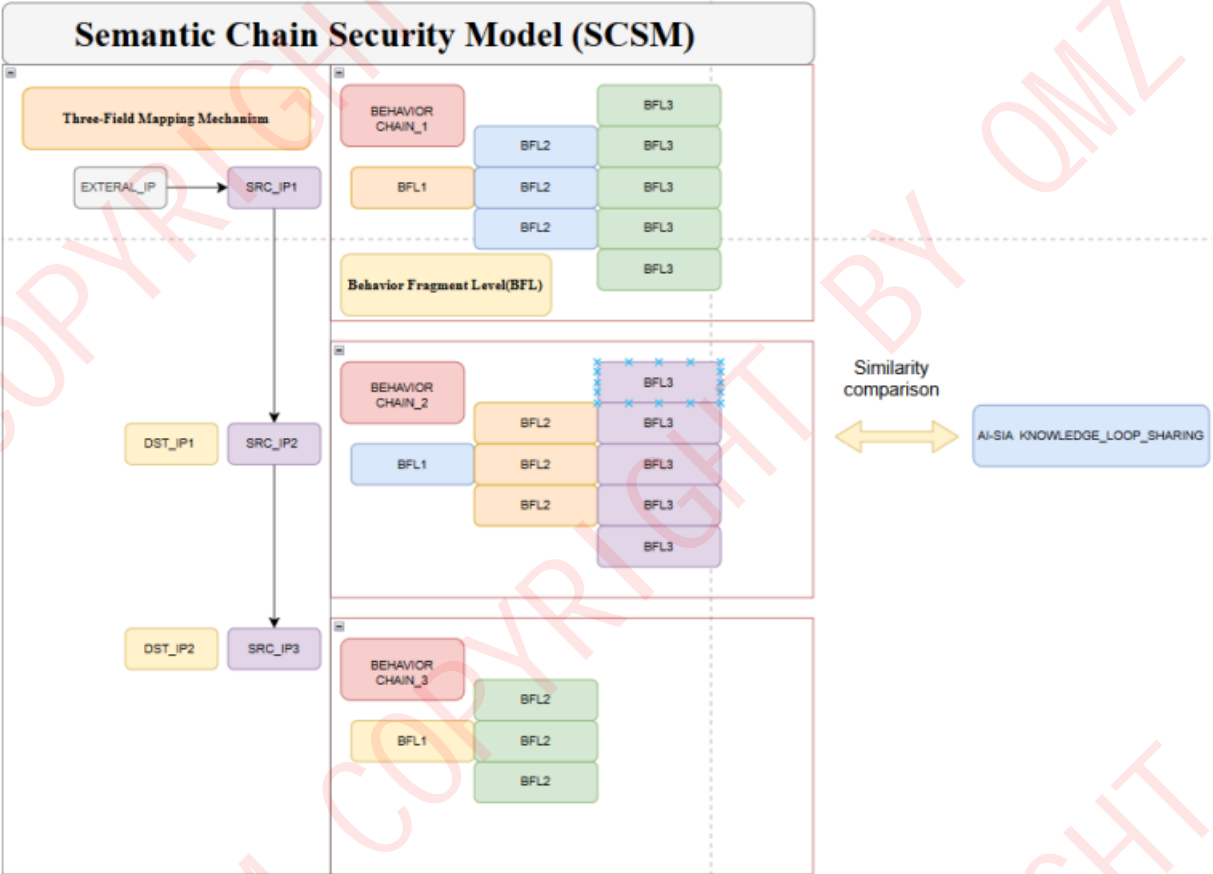 Semantic Chain Security Model (SCSM)
Three-Field Mapping Mechanism
EXTERAL_IP
SRC_IP1
DST_IP1
SRC_IP2
DST_IP2
SRC_IP3
BEHAVIOR
CHAIN_1
BFL1
BFL2
BFL2
BFL2
BFL3
BFL3
BFL3
BFL3
BFL3
Behavior Fragment Level(BFL)
BEHAVIOR
CHAIN_2
BFL1
BFL2
BFL2
BFL2
BFL3
BFL3
BFL3
BFL3
BFL3
BEHAVIOR
CHAIN_3
BFL1
BFL2
BFL2
BFL2
Similarity
comparison
AI-SIA KNOWLEDGE_LOOP_SHARING
COPYRIGHT
COPYRIGHT BY QMZ